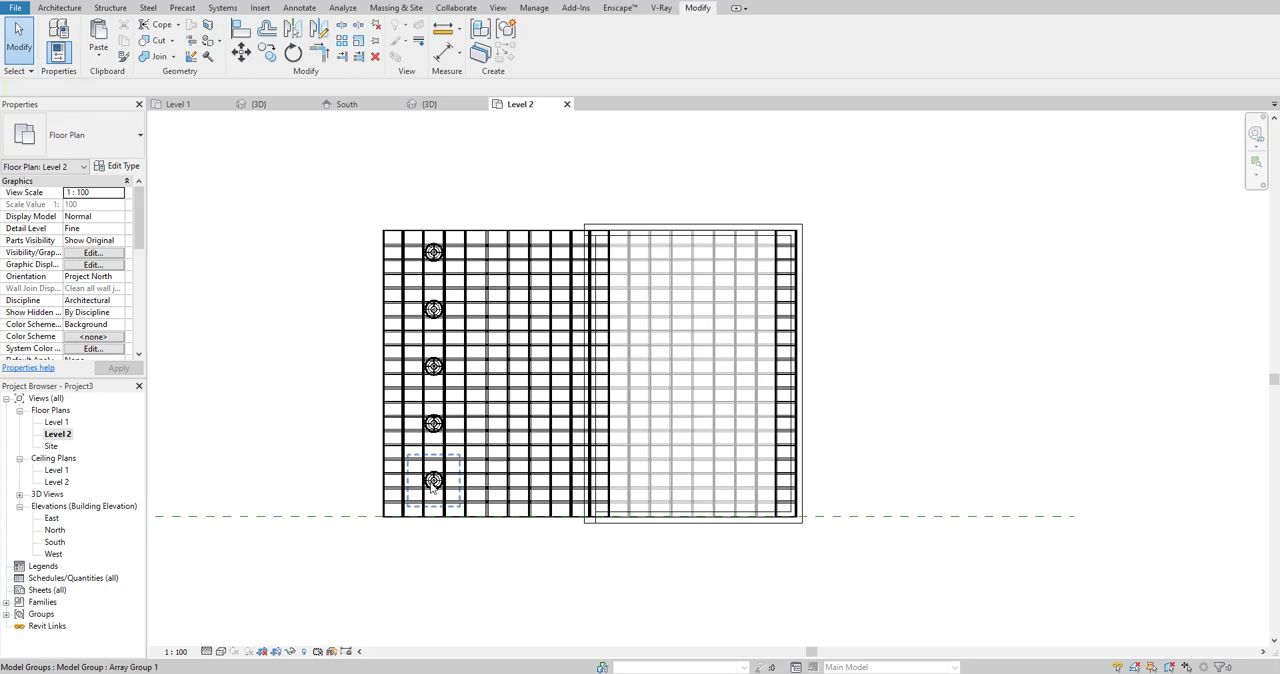 File Architecture Structure Steel Precast Systems Insert Annotate Analyze Massing & Site Collaborate View Manage Add-Ins Enscape™ V-Ray Modify
Modify Properties Paste Cope Cut Join
Select Properties Clipboard Geometry Modify View Measure Create
Properties
Level 1 {3D} South {3D} Level 2
Floor Plan
Floor Plan: Level 2 Edit Type
Graphics
View Scale 1 : 100
Scale Value 1: 100
Display Model Normal
Detail Level Fine
Parts Visibility Show Original
Visibility/Grap... Edit...
Graphic Displ... Edit...
Orientation Project North
Wall Join Disp... Clean all wall j...
Discipline Architectural
Show Hidden ... By Discipline
Color Scheme... Background
Color Scheme <none>
System Color ... Edit...
Properties help Apply
Project Browser - Project3
Views (all)
Floor Plans
Level 1
Level 2
Site
Ceiling Plans
Level 1
Level 2
3D Views
Elevations (Building Elevation)
East
North
South
West
Legends
Schedules/Quantities (all)
Sheets (all)
Families
Groups
Revit Links
1 : 100
Model Groups : Model Group : Array Group 1
:0 Main Model :0